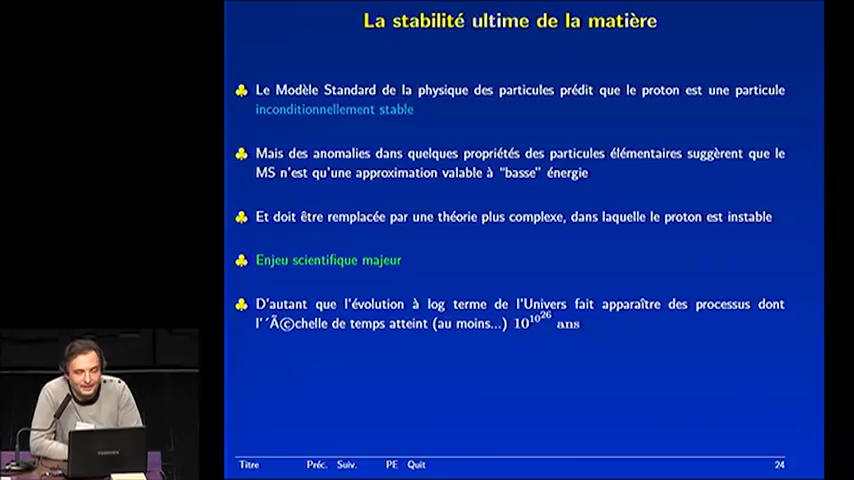 La stabilité ultime de la matière
♣ Le Modèle Standard de la physique des particules prédit que le proton est une particule
inconditionnellement stable
♣ Mais des anomalies dans quelques propriétés des particules élémentaires suggèrent que le
MS n'est qu'une approximation valable à "basse" énergie
♣ Et doit être remplacée par une théorie plus complexe, dans laquelle le proton est instable
♣ Enjeu scientifique majeur
♣ D'autant que l'évolution à log terme de l'Univers fait apparaître des processus dont
l'´Ã©chelle de temps atteint (au moins...) 10^{10^{26}} ans
Titre Préc. Suiv. PE Quit 24
TOSHIBA